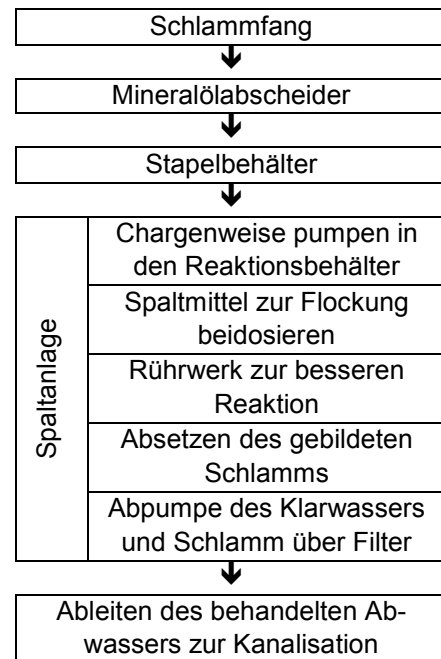 Schlammfang
Mineralölabscheider
Stapelbehälter
Spaltanlage
Chargenweise pumpen in
den Reaktionsbehälter
Spaltmittel zur Flockung
beidosieren
Rührwerk zur besseren
Reaktion
Absetzen des gebildeten
Schlamms
Abpumpe des Klarwassers
und Schlamm über Filter
Ableiten des behandelten Ab-
wassers zur Kanalisation